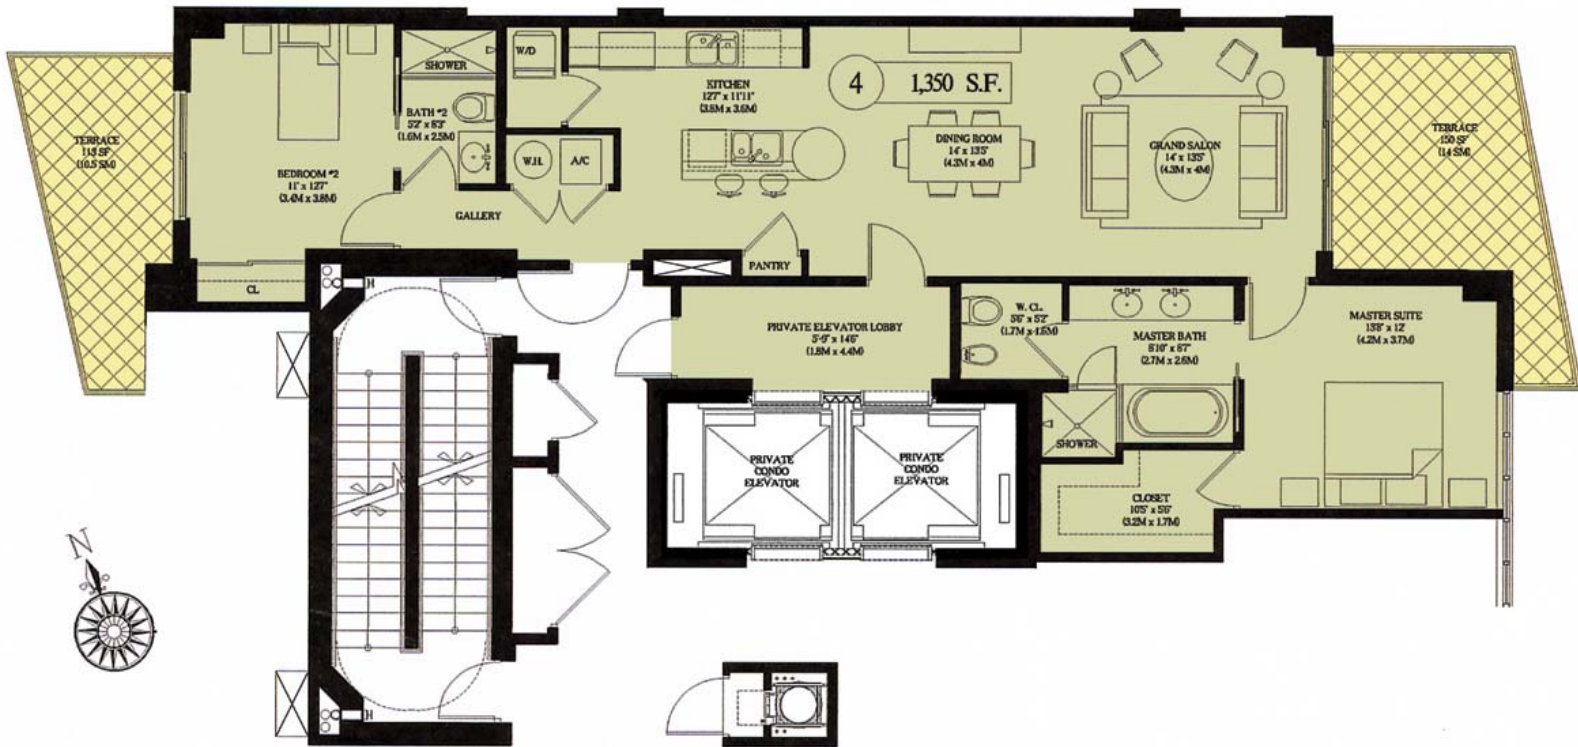 TERRACE
113 SF
(10.5 SM)
BEDROOM #2
11' x 12'7"
(3.4M x 3.8M)
CL
SHOWER
BATH #2
5'2" x 8'3"
(1.6M x 2.5M)
W/D
W.H.
A/C
GALLERY
KITCHEN
12'7" x 11'11"
(3.8M x 3.6M)
PANTRY
4 1,350 S.F.
DINING ROOM
14' x 13'5"
(4.3M x 4M)
GRAND SALON
14' x 13'5"
(4.3M x 4M)
TERRACE
150 SF
(14 SM)
PRIVATE ELEVATOR LOBBY
5'-9" x 14'6"
(1.8M x 4.4M)
W. CL.
5'6" x 5'2"
(1.7M x 1.6M)
MASTER BATH
8'10" x 8'7"
(2.7M x 2.6M)
MASTER SUITE
13'8" x 12'
(4.2M x 3.7M)
SHOWER
PRIVATE
CONDO
ELEVATOR
PRIVATE
CONDO
ELEVATOR
CLOSET
10'5" x 5'6"
(3.2M x 1.7M)
N